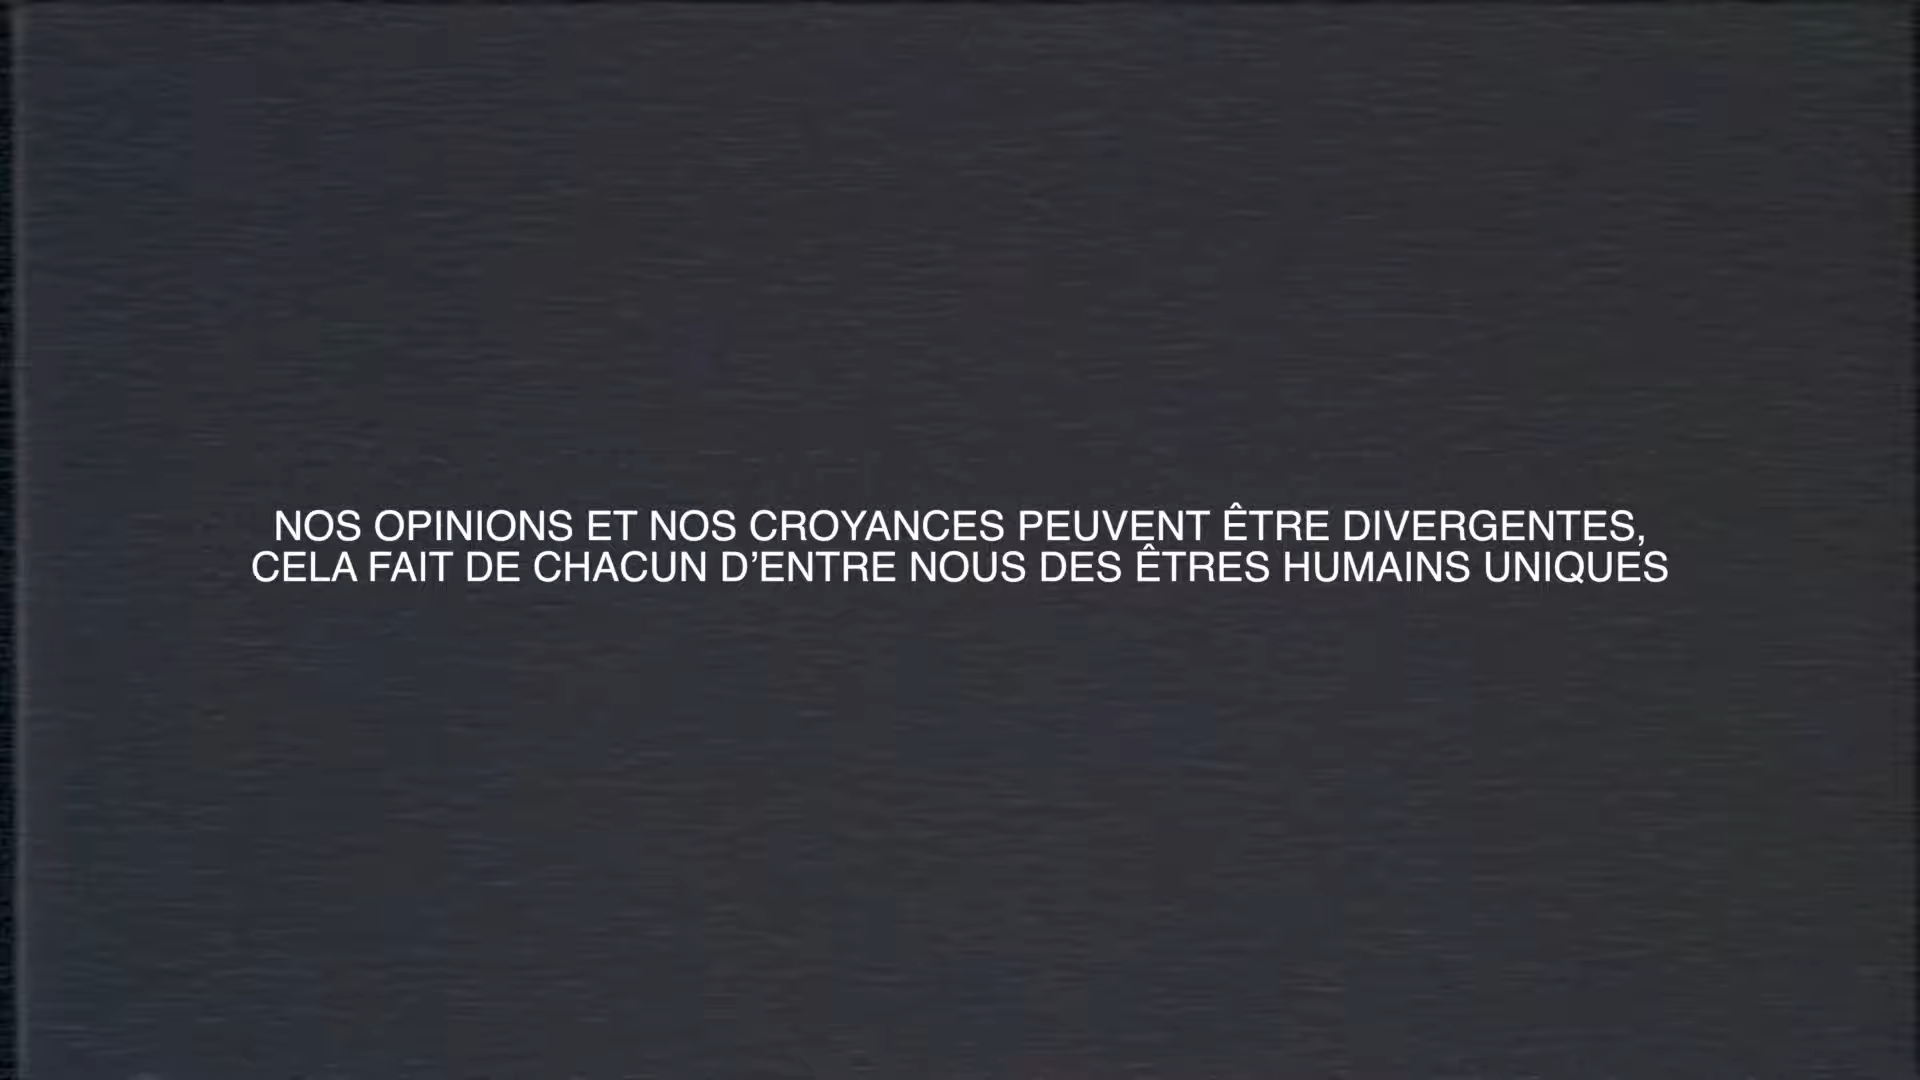 NOS OPINIONS ET NOS CROYANCES PEUVENT ÊTRE DIVERGENTES,
CELA FAIT DE CHACUN D’ENTRE NOUS DES ÊTRES HUMAINS UNIQUES